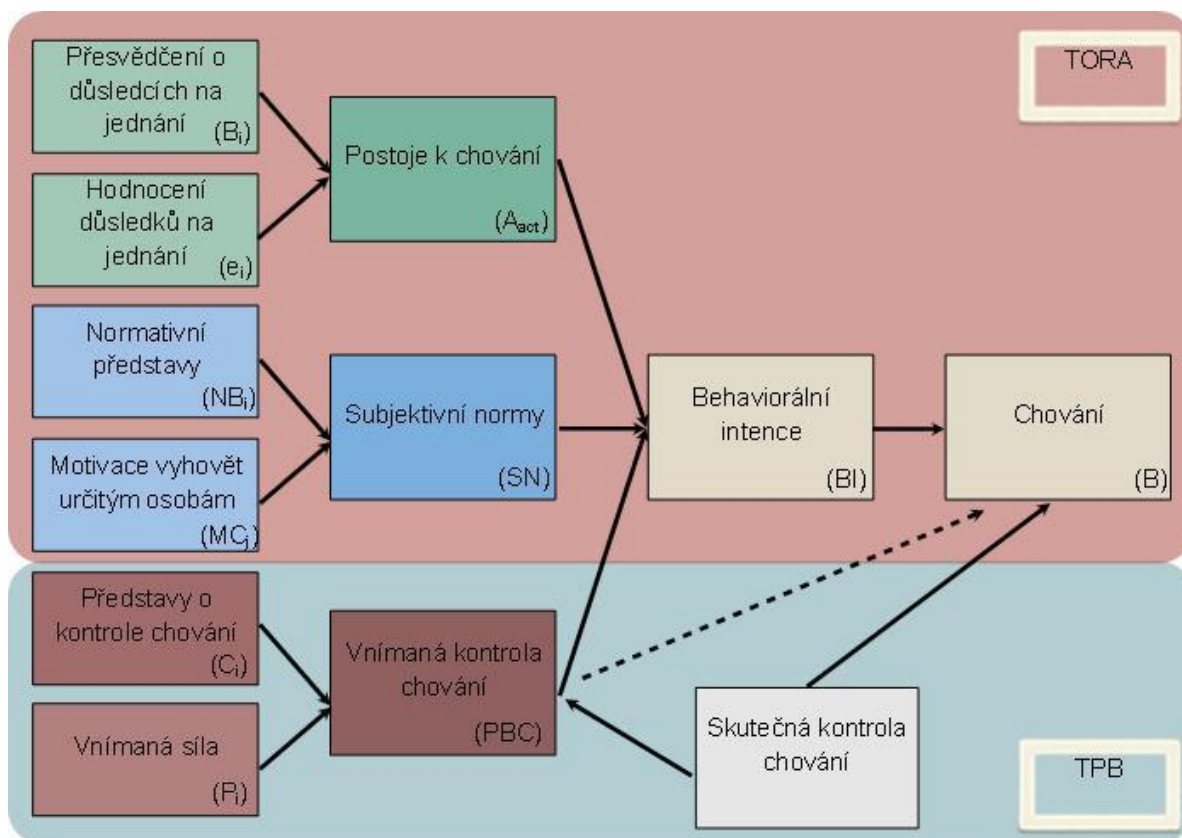 Přesvědčení o
důsledcích na
jednání
(Bi)
Hodnocení
důsledků na
jednání
(ei)
Normativní
představy
(NBi)
Motivace vyhovět
určitým osobám
(MCj)
Představy o
kontrole chování
(Ci)
Vnímaná síla
(Pi)
Postoje k chování
(Aact)
Subjektivní normy
(SN)
Vnímaná kontrola
chování
(PBC)
Behaviorální
intence
(BI)
Chování
(B)
Skutečná kontrola
chování
TORA
TPB